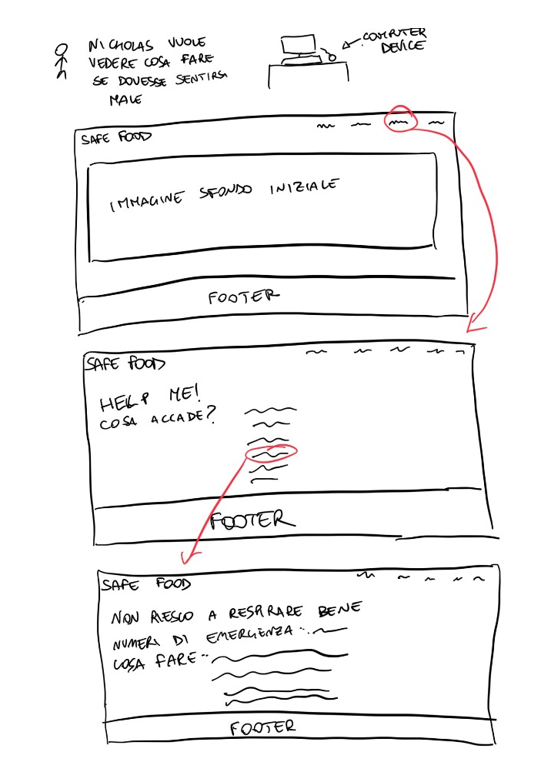 NICHOLAS VUOLE
VEDERE COSA FARE
SE DOVESSE SENTIRSI
MALE
COMPUTER
DEVICE
SAFE FOOD
IMMAGINE SFONDO INIZIALE
FOOTER
SAFE FOOD
HELP ME!
COSA ACCADE?
FOOTER
SAFE FOOD
NON RIESCO A RESPIRARE BENE
NUMERI DI EMERGENZA..
COSA FARE..
FOOTER